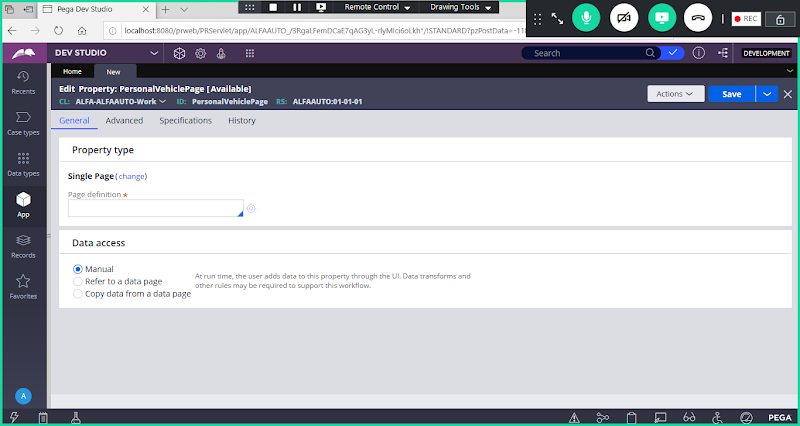 Pega Dev Studio
Remote Control
Drawing Tools
REC
localhost:8080/prweb/PRServlet/app/ALFAAUTO_/3RgaLFemDCaE7qAG3yL-rlyMIci6oLkh*/!STANDARD?pzPostData=-118
DEV STUDIO
Search
DEVELOPMENT
Home
New
Recents
Case types
Data types
App
Records
Favorites
A
Edit Property: PersonalVehiclePage [Available]
CL: ALFA-ALFAAUTO-Work ID: PersonalVehiclePage RS: ALFAAUTO:01-01-01
Actions
Save
General Advanced Specifications History
Property type
Single Page (change)
Page definition *
Data access
Manual
Refer to a data page
Copy data from a data page
At run time, the user adds data to this property through the UI. Data transforms and
other rules may be required to support this workflow.
PEGA